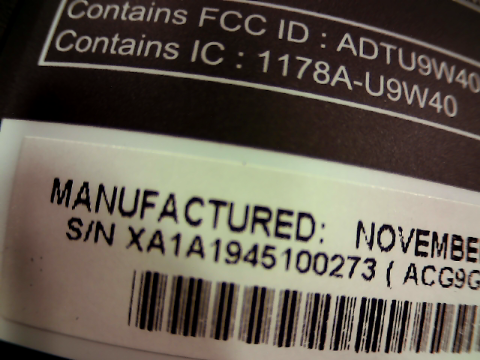 Contains FCC ID : ADTU9W40
Contains IC : 1178A-U9W40
MANUFACTURED: NOVEMBE
S/N XA1A1945100273 ( ACG9G